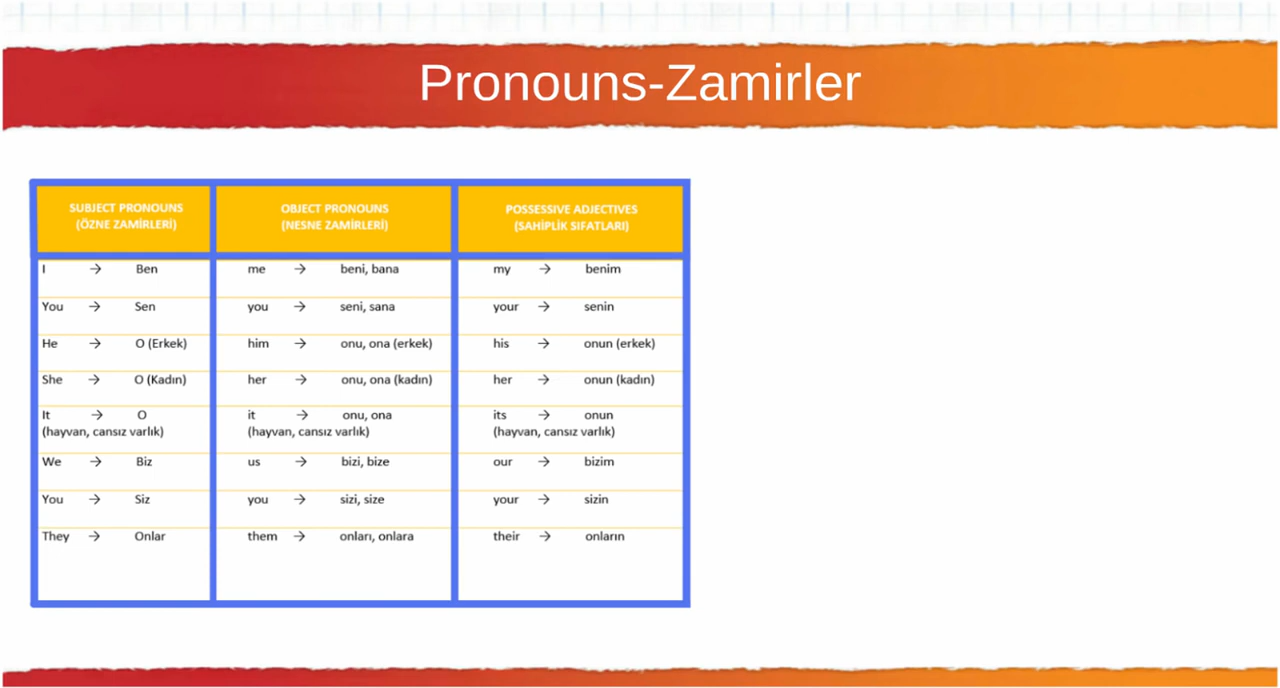 Pronouns-Zamirler
SUBJECT PRONOUNS
(ÖZNE ZAMİRLERİ)
OBJECT PRONOUNS
(NESNE ZAMİRLERİ)
POSSESSIVE ADJECTIVES
(SAHİPLİK SIFATLARI)
I → Ben me → beni, bana my → benim
You → Sen you → seni, sana your → senin
He → O (Erkek) him → onu, ona (erkek) his → onun (erkek)
She → O (Kadın) her → onu, ona (kadın) her → onun (kadın)
It → O it → onu, ona its → onun
(hayvan, cansız varlık) (hayvan, cansız varlık) (hayvan, cansız varlık)
We → Biz us → bizi, bize our → bizim
You → Siz you → sizi, size your → sizin
They → Onlar them → onları, onlara their → onların